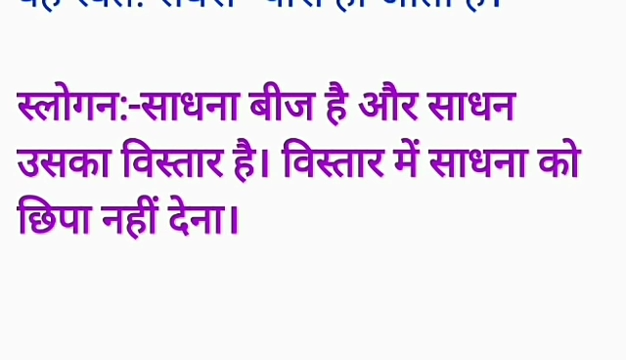 स्लोगन:-साधना बीज है और साधन
उसका विस्तार है। विस्तार में साधना को
छिपा नहीं देना।